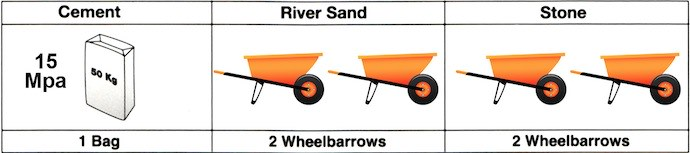 Cement
River Sand
Stone
15
Mpa
50 Kg
1 Bag
2 Wheelbarrows
2 Wheelbarrows